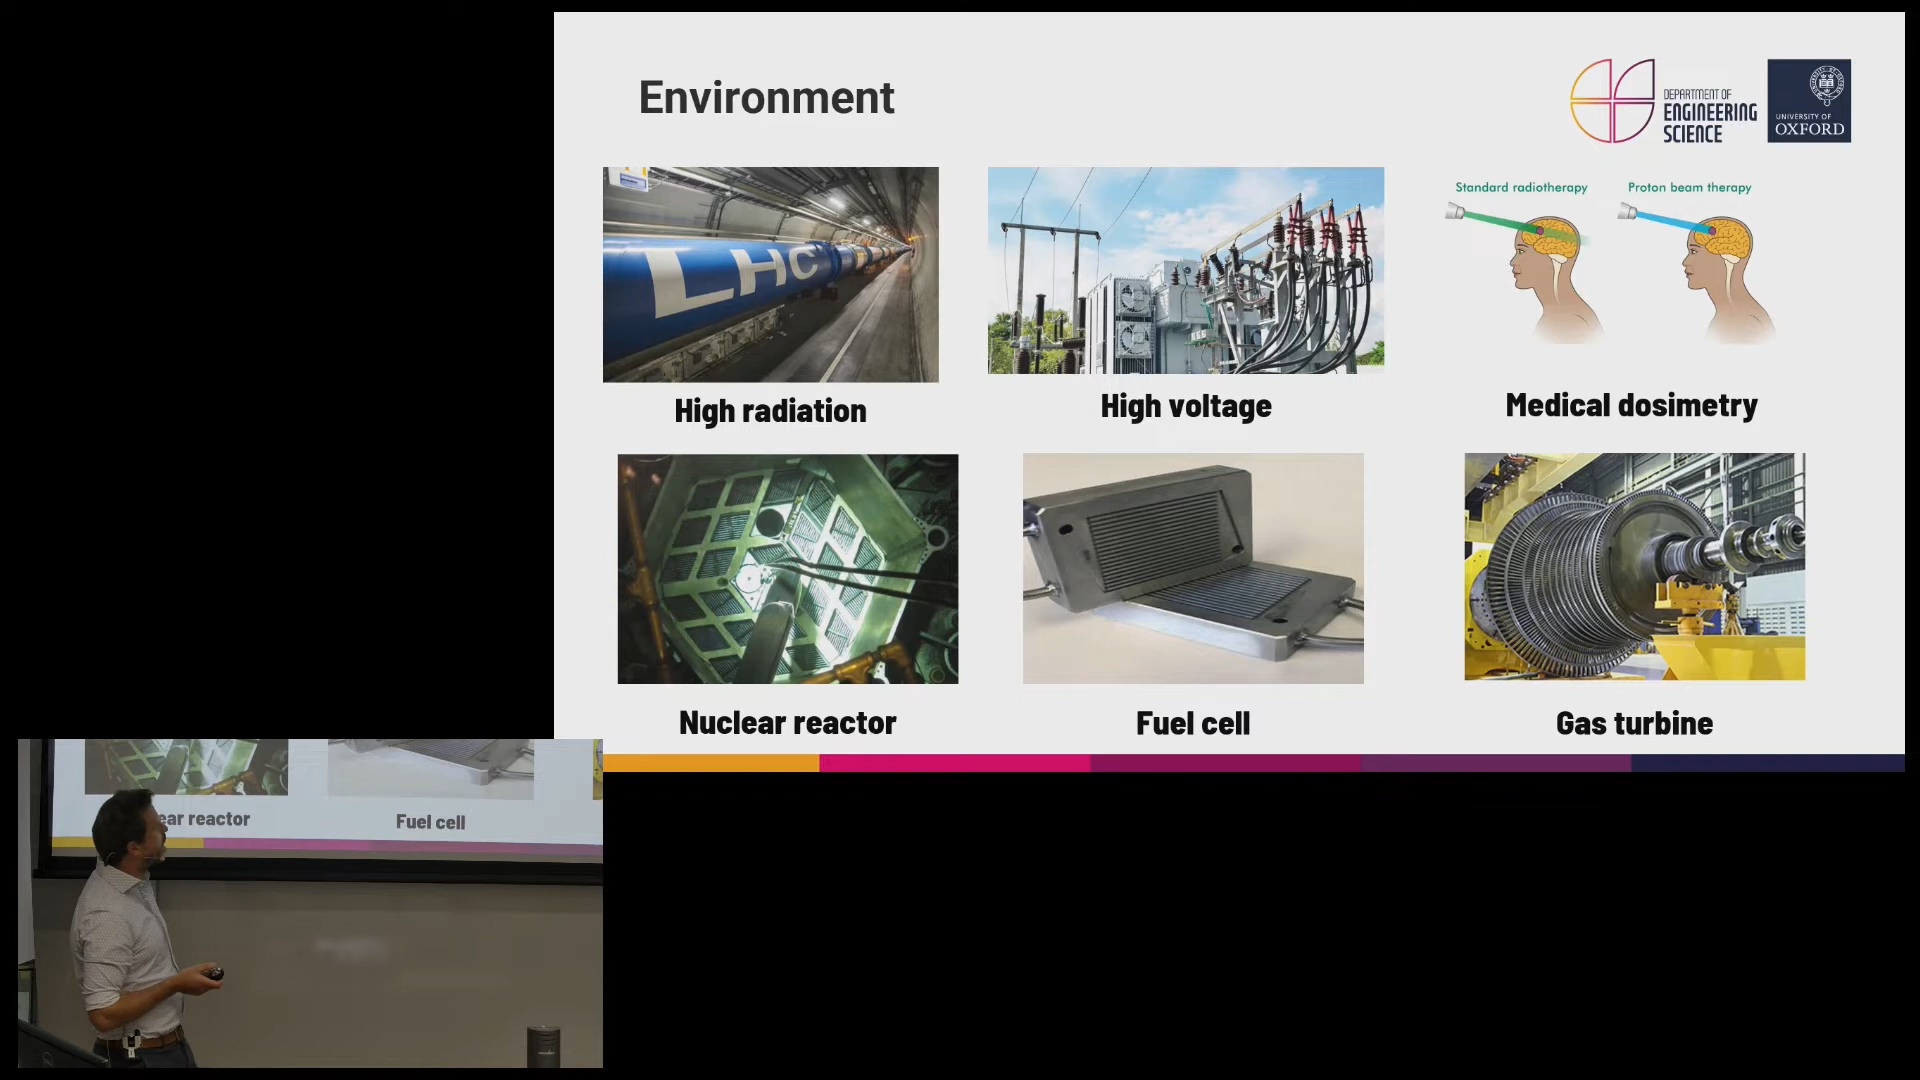 Environment
DEPARTMENT OF
ENGINEERING
SCIENCE
UNIVERSITY OF
OXFORD
LHC
Standard radiotherapy
Proton beam therapy
High radiation
High voltage
Medical dosimetry
Nuclear reactor
Fuel cell
Gas turbine
ear reactor
Fuel cell